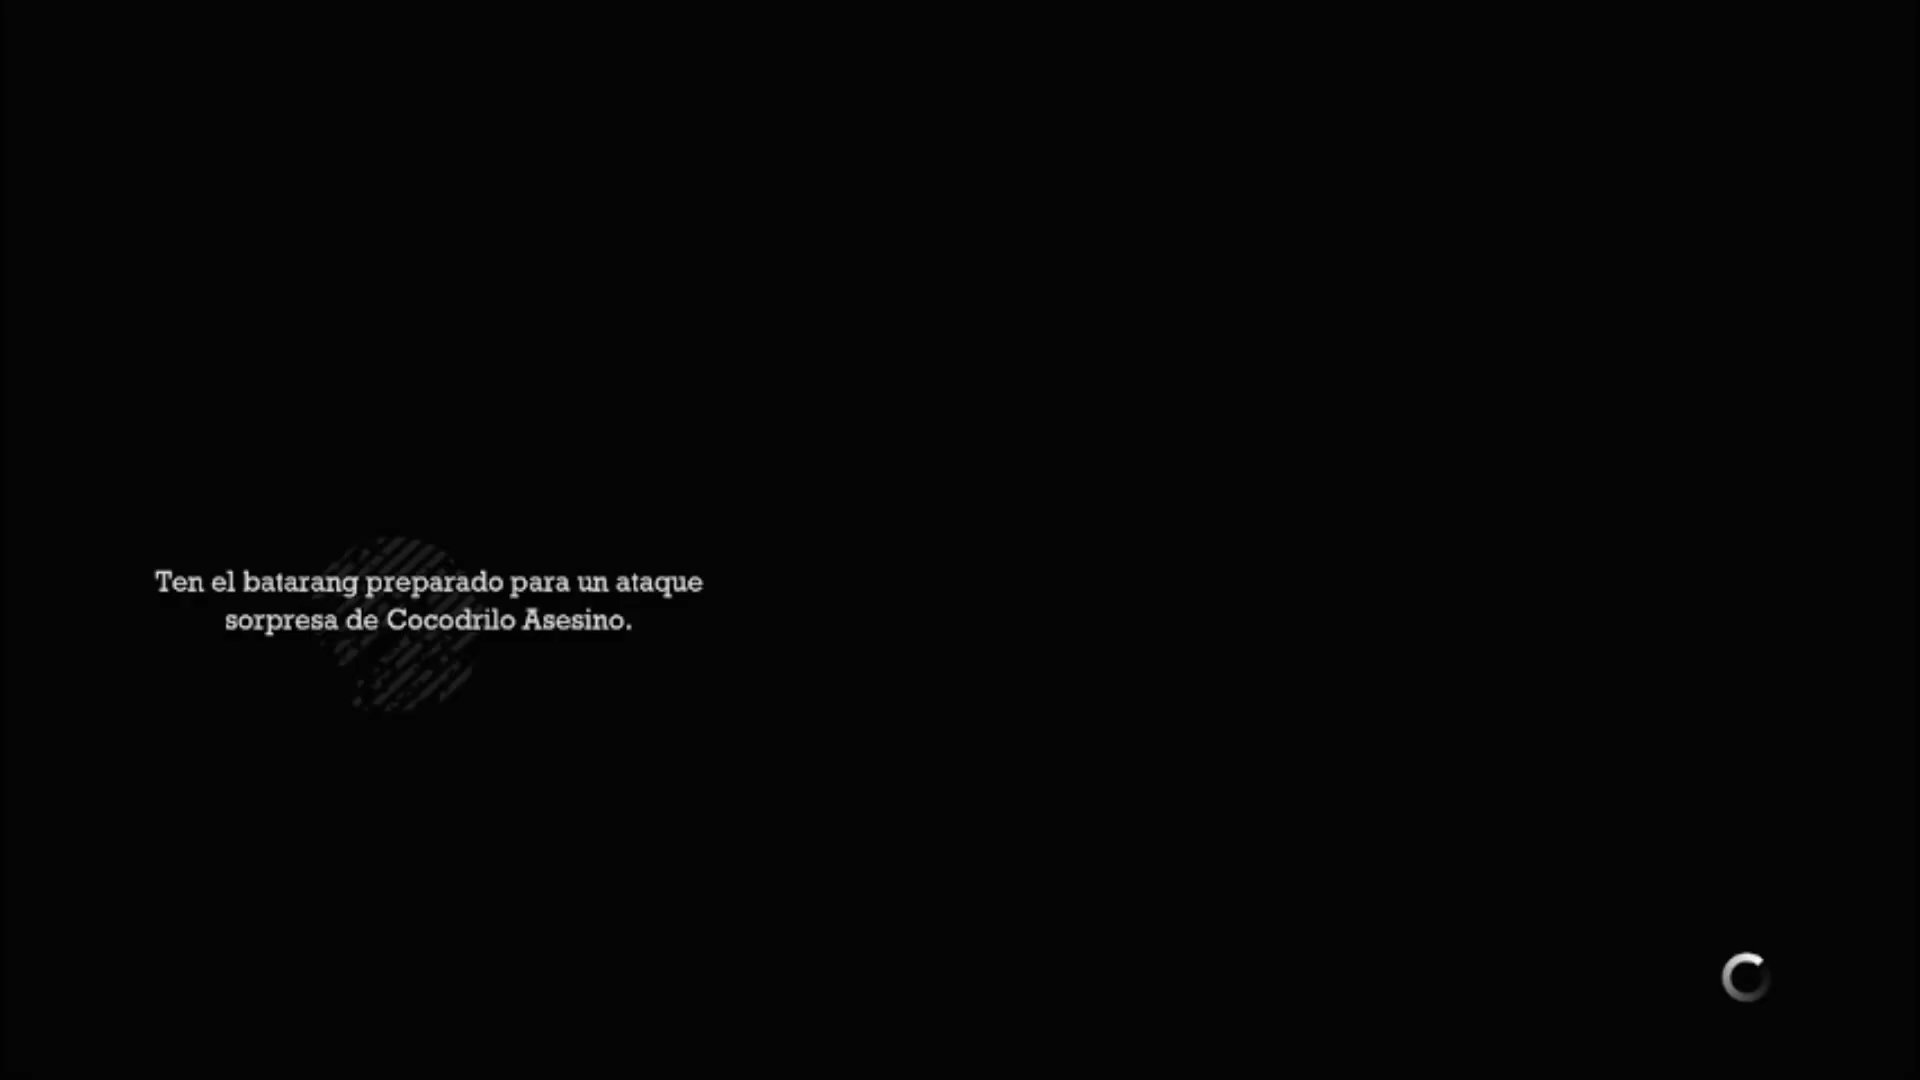 Ten el batarang preparado para un ataque
sorpresa de Cocodrilo Asesino.